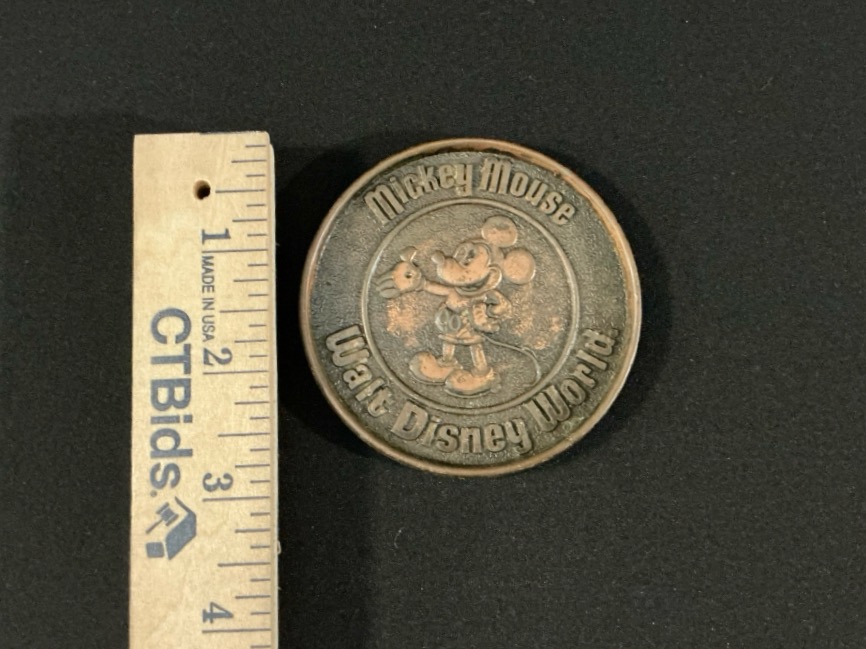 Mickey Mouse
Walt Disney World
1
MADE IN USA
2
3
4
CTBids.